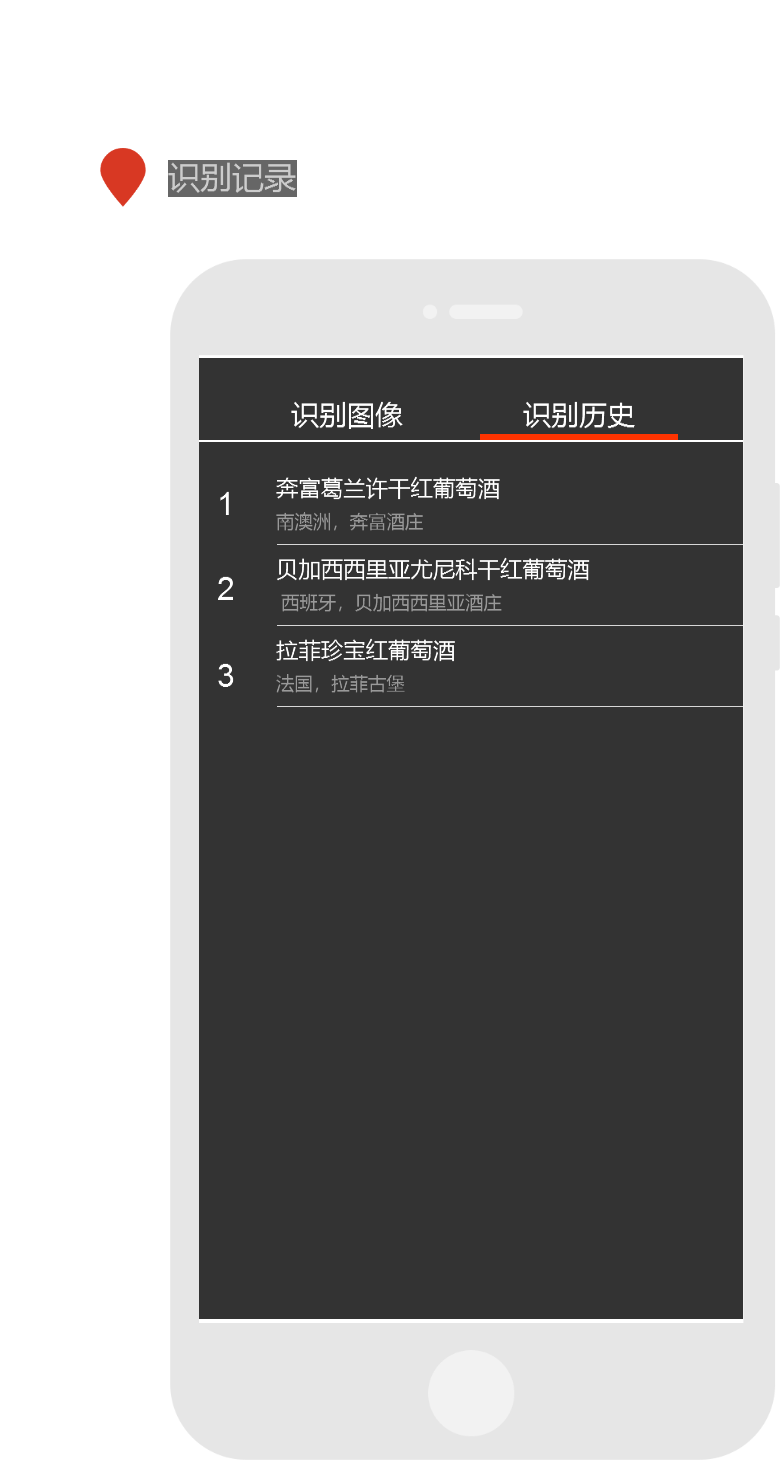 识别记录
识别图像 识别历史
1 奔富葛兰许干红葡萄酒
南澳洲，奔富酒庄
2 贝加西西里亚尤尼科干红葡萄酒
西班牙，贝加西西里亚酒庄
3 拉菲珍宝红葡萄酒
法国，拉菲古堡